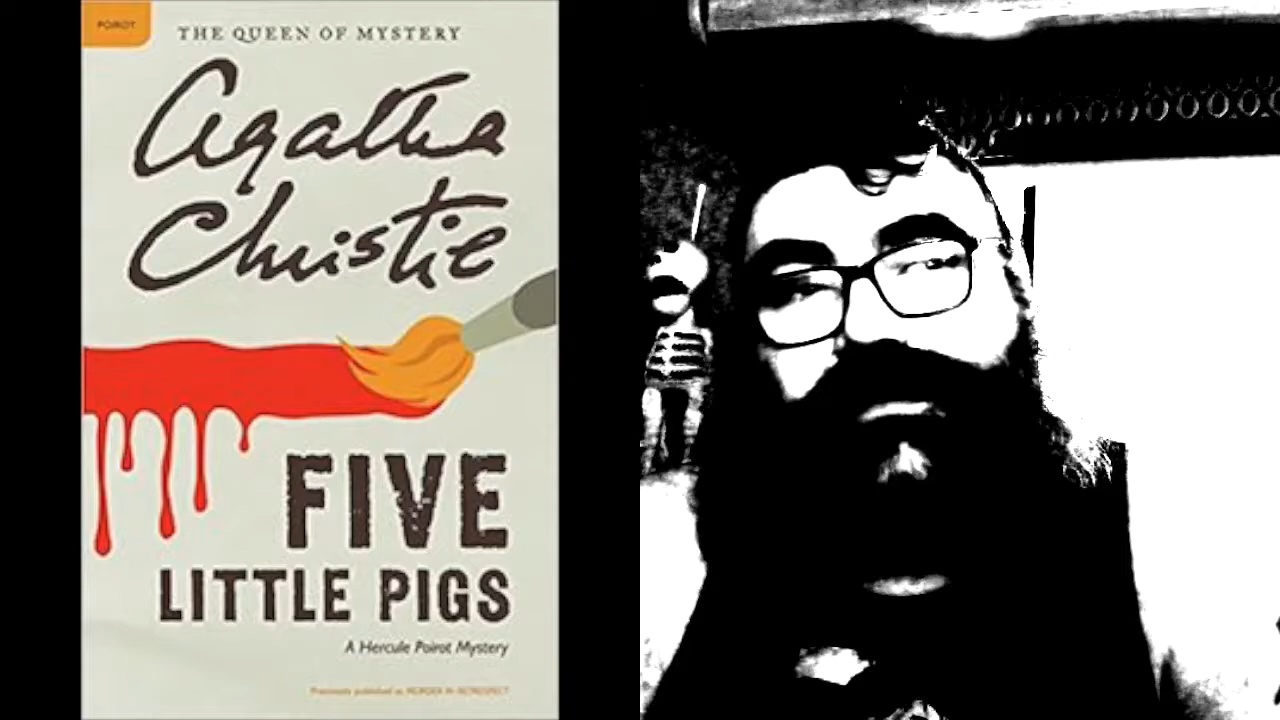 POIROT
THE QUEEN OF MYSTERY
Agatha
Christie
FIVE
LITTLE PIGS
A Hercule Poirot Mystery
Previously published as MURDER IN RETROSPECT